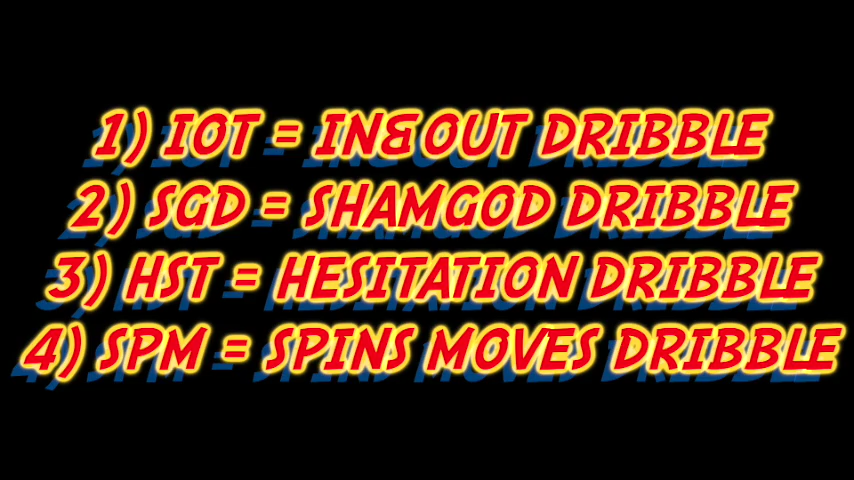 1) IOT = IN&OUT DRIBBLE
2) SGD = SHAMGOD DRIBBLE
3) HST = HESITATION DRIBBLE
4) SPM = SPINS MOVES DRIBBLE